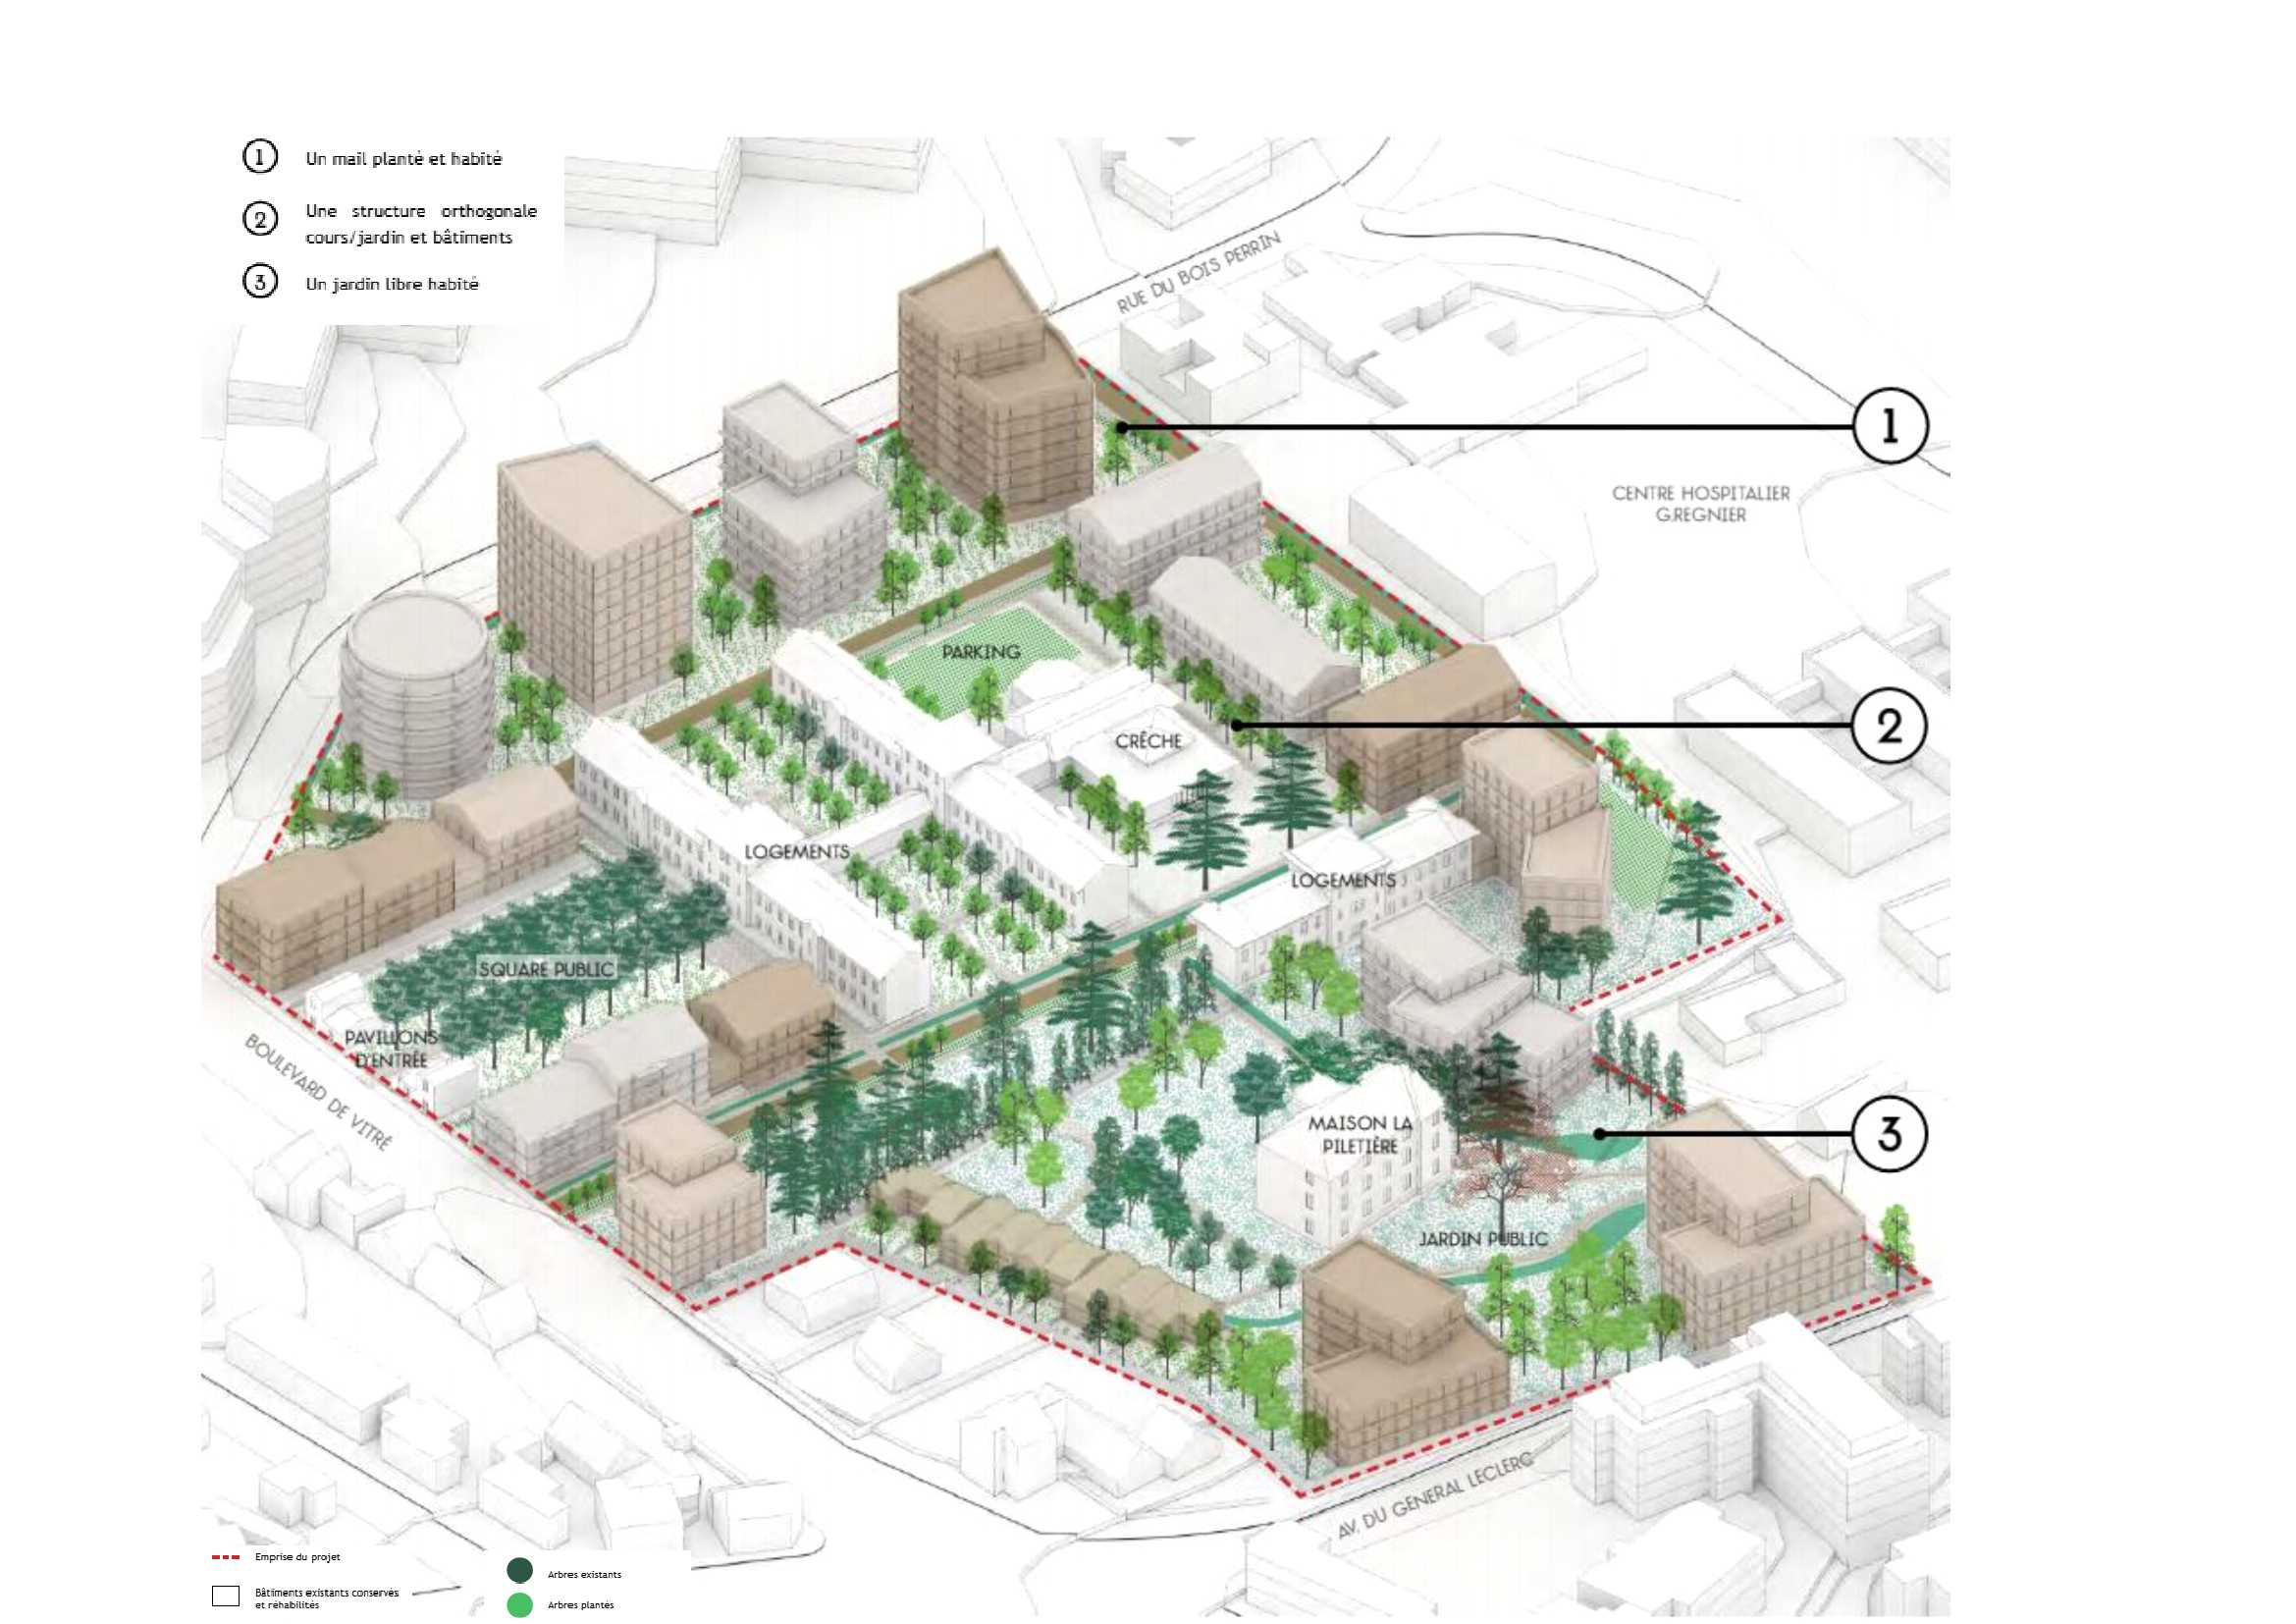 1 Un mail planté et habité
2 Une structure orthogonale
cours/jardin et bâtiments
3 Un jardin libre habité
RUE DU BOIS PERRIN
1
CENTRE HOSPITALIER
G.REGNIER
PARKING
2
CRÊCHE
LOGEMENTS
LOGEMENTS
SQUARE PUBLIC
PAVILLONS
D'ENTRÉE
BOULEVARD DE VITRÉ
MAISON LA
PILETIÈRE
3
JARDIN PUBLIC
AV. DU GENERAL LECLERC
Emprise du projet
Bâtiments existants conservés
et réhabilités
Arbres existants
Arbres plantés